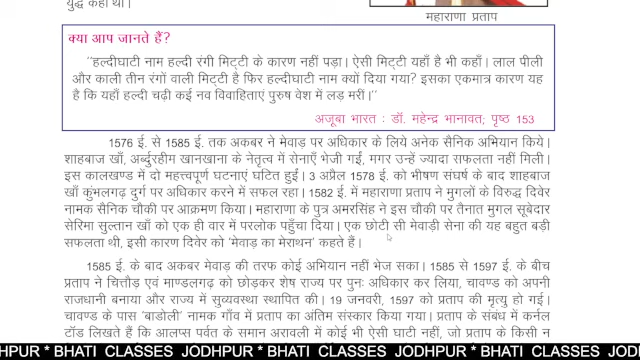 युद्ध कहा था।
महाराणा प्रताप
क्या आप जानते हैं?
"हल्दीघाटी नाम हल्दी रंगी मिट्टी के कारण नहीं पड़ा। ऐसी मिट्टी यहाँ है भी कहाँ। लाल पीली
और काली तीन रंगों वाली मिट्टी है फिर हल्दीघाटी नाम क्यों दिया गया? इसका एकमात्र कारण यह
है कि यहाँ हल्दी चढ़ी कई नव विवाहिताएं पुरुष वेश में लड़ मरीं।"
अजूबा भारत : डॉ. महेन्द्र भानावत; पृष्ठ 153
1576 ई. से 1585 ई. तक अकबर ने मेवाड़ पर अधिकार के लिये अनेक सैनिक अभियान किये।
शाहबाज खाँ, अर्ब्दुरहीम खानखाना के नेतृत्व में सेनाएँ भेजी गईं, मगर उन्हें ज्यादा सफलता नहीं मिली।
इस कालखण्ड में दो महत्त्वपूर्ण घटनाएं घटित हुईं। 3 अप्रैल 1578 ई. को भीषण संघर्ष के बाद शाहबाज
खाँ कुंभलगढ़ दुर्ग पर अधिकार करने में सफल रहा। 1582 ई. में महाराणा प्रताप ने मुगलों के विरुद्ध दिवेर
नामक सैनिक चौकी पर आक्रमण किया। महाराणा के पुत्र अमरसिंह ने इस चौकी पर तैनात मुगल सूबेदार
सेरिमा सुल्तान खाँ को एक ही वार में परलोक पहुँचा दिया। एक छोटी सी मेवाड़ी सेना की यह बहुत बड़ी
सफलता थी, इसी कारण दिवेर को 'मेवाड़ का मेराथन' कहते हैं।
1585 ई. के बाद अकबर मेवाड़ की तरफ कोई अभियान नहीं भेज सका। 1585 से 1597 ई. के बीच
प्रताप ने चित्तौड़ एवं माण्डलगढ़ को छोड़कर शेष राज्य पर पुनः अधिकार कर लिया, चावण्ड को अपनी
राजधानी बनाया और राज्य में सुव्यवस्था स्थापित की। 19 जनवरी, 1597 को प्रताप की मृत्यु हो गई।
चावण्ड के पास 'बाडोली' नामक गाँव में प्रताप का अंतिम संस्कार किया गया। प्रताप के संबंध में कर्नल
टॉड लिखते हैं कि आल्पस पर्वत के समान अरावली में कोई भी ऐसी घाटी नहीं, जो प्रताप के किसी न
DHPUR * BHATI CLASSES JODHPUR * BHATI CLASSES JODHPUR * BHATI CLASSES JODHPUR